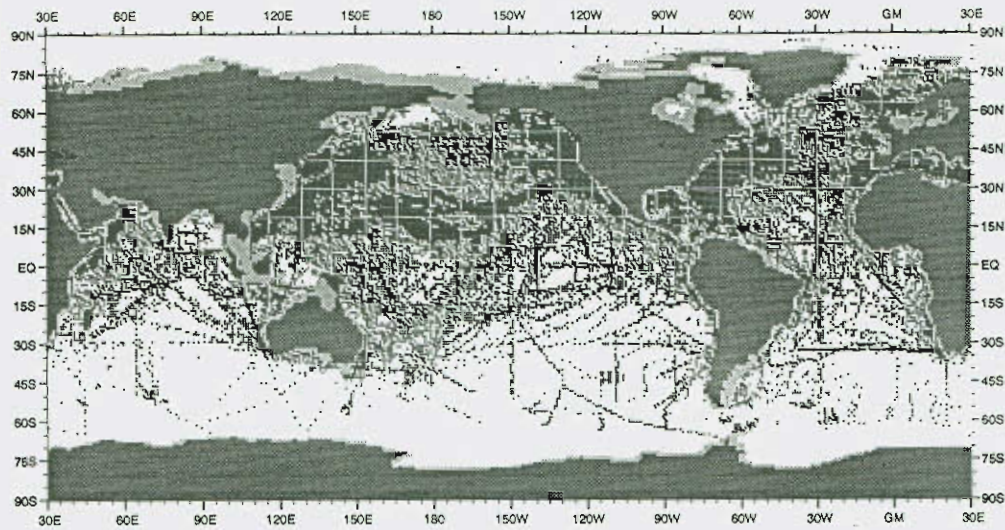 30E 60E 90E 120E 150E 180 150W 120W 90W 60W 30W GM 30E
90N 90N
75N 75N
60N 60N
45N 45N
30N 30N
15N 15N
EQ EQ
15S 15S
30S 30S
45S 45S
60S 60S
75S 75S
90S 90S
30E 60E 90E 120E 150E 180 150W 120W 90W 60W 30W GM 30E